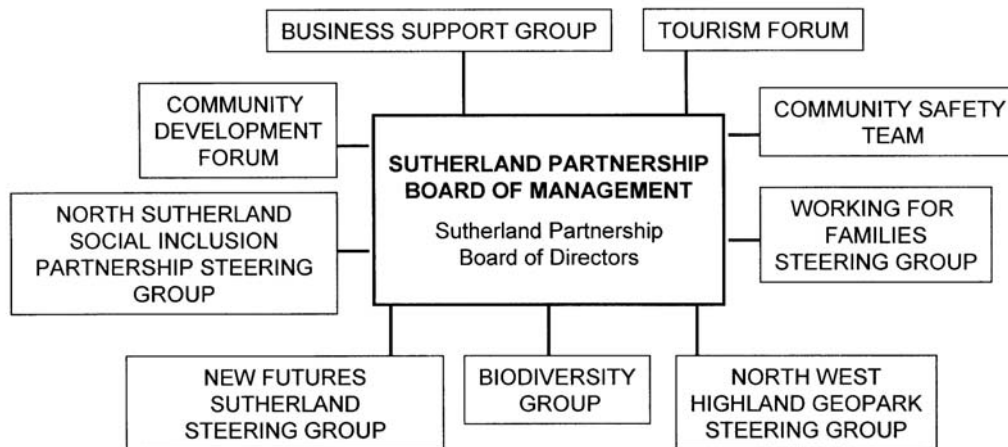 BUSINESS SUPPORT GROUP
TOURISM FORUM
COMMUNITY
DEVELOPMENT
FORUM
COMMUNITY SAFETY
TEAM
SUTHERLAND PARTNERSHIP
BOARD OF MANAGEMENT
Sutherland Partnership
Board of Directors
NORTH SUTHERLAND
SOCIAL INCLUSION
PARTNERSHIP STEERING
GROUP
WORKING FOR
FAMILIES
STEERING GROUP
NEW FUTURES
SUTHERLAND
STEERING GROUP
BIODIVERSITY
GROUP
NORTH WEST
HIGHLAND GEOPARK
STEERING GROUP